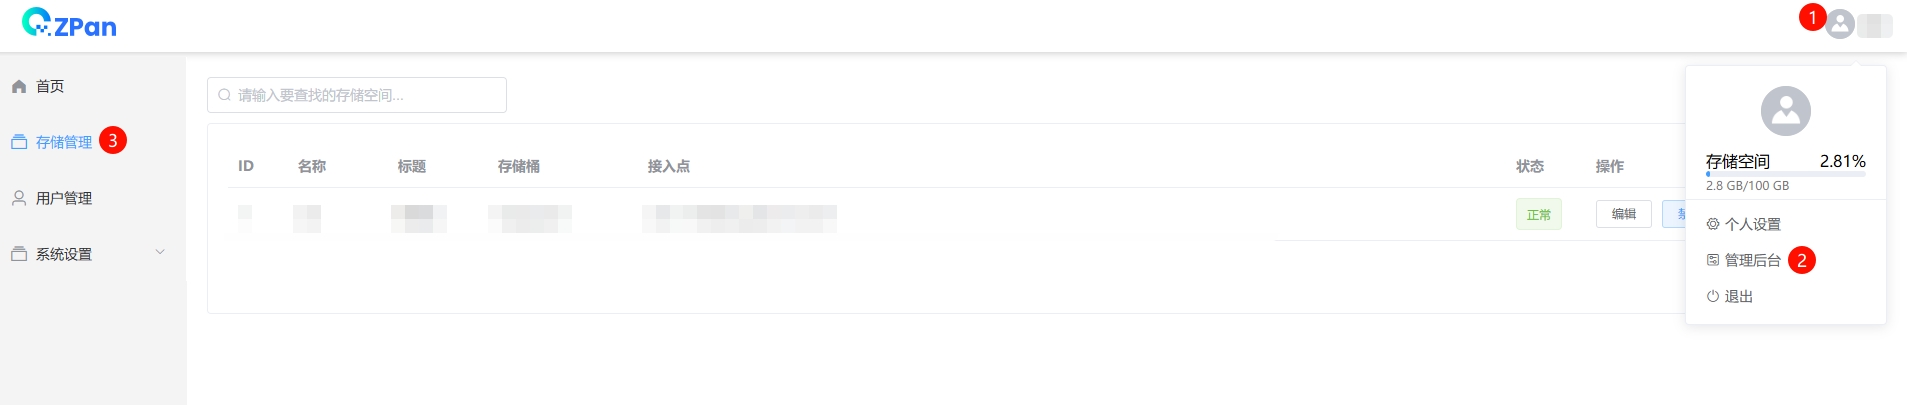 ZPan
1
首页
存储管理 3
用户管理
系统设置
请输入要查找的存储空间...
ID 名称 标题 存储桶 接入点 状态 操作
正常 编辑
存储空间 2.81%
2.8 GB/100 GB
个人设置
管理后台 2
退出